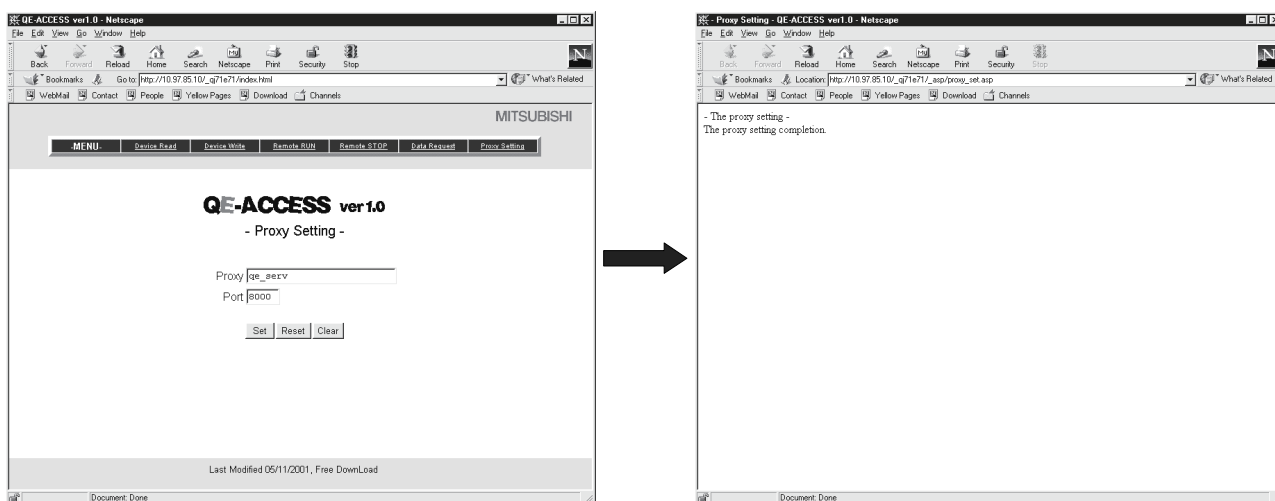 QE-ACCESS ver1.0 - Netscape
File Edit View Go Window Help
Back Forward Reload Home Search Netscape Print Security Stop
Bookmarks Go to: http://10.97.85.10/_qj71e71/index.html What's Related
WebMail Contact People Yellow Pages Download Channels
MITSUBISHI
-MENU- Device Read Device Write Remote RUN Remote STOP Data Request Proxy Setting
QE-ACCESS ver1.0
- Proxy Setting -
Proxy qe_serv
Port 8000
Set Reset Clear
Last Modified 05/11/2001, Free DownLoad
Document: Done
- Proxy Setting - QE-ACCESS ver1.0 - Netscape
File Edit View Go Window Help
Back Forward Reload Home Search Netscape Print Security Stop
Bookmarks Location: http://10.97.85.10/_qj71e71/_asp/proxy_set.asp What's Related
WebMail Contact People Yellow Pages Download Channels
- The proxy setting -
The proxy setting completion.
Document: Done